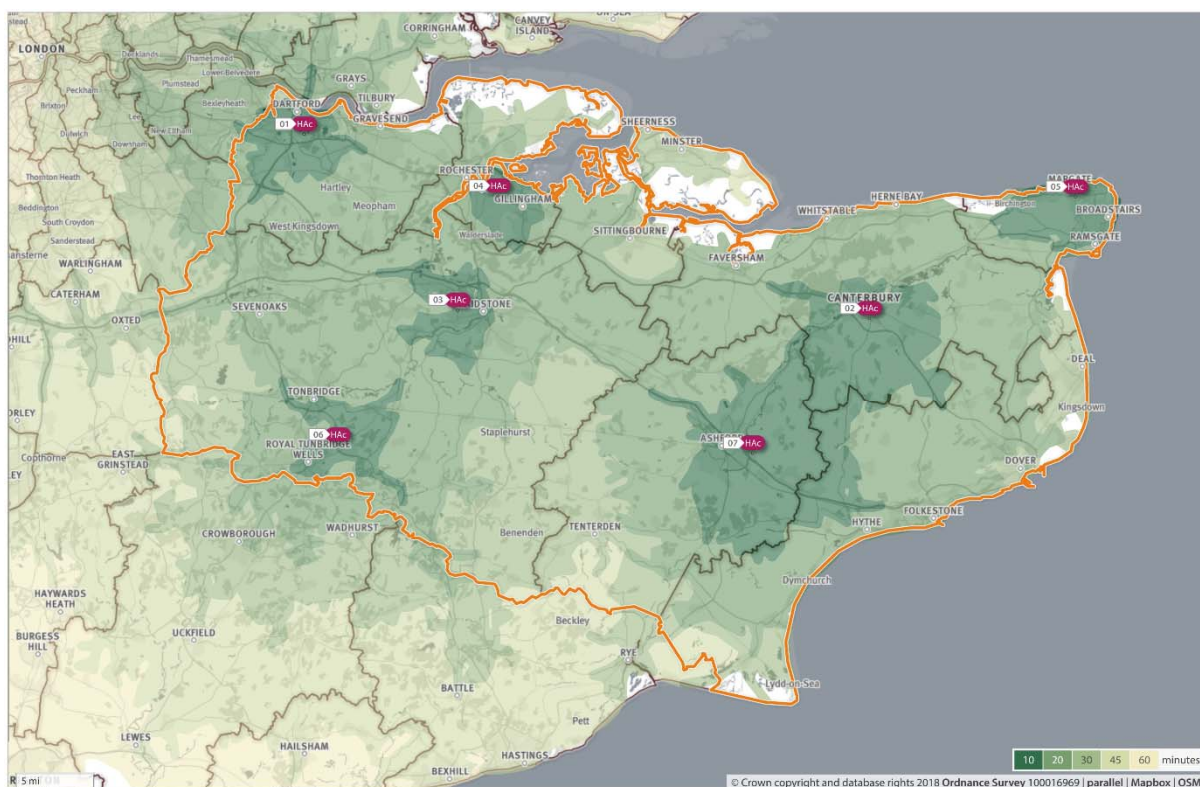 LONDON
Decklands
Thamesmead
Lower-Belvedere
Plumstead
Peckham
Bexleyheath
Brixton
Lee
New Eltham
Dulwich
Dowsham
Thornton Heath
Beddington
South Croydon
Sanderstead
WARLINGHAM
CATERHAM
OXTED
CORRINGHAM
CANVEY
ISLAND
GRAYS
TILBURY
DARTFORD
01 HAc
GRAVESEND
Hartley
Meopham
West Kingsdown
ROCHESTER
04 HAc
GILLINGHAM
Walderslade
SHEERNESS
MINSTER
SITTINGBOURNE
FAVERSHAM
WHITSTABLE
HERNE BAY
MARGATE
05 HAc
Birchington
BROADSTAIRS
RAMSGATE
SEVENOAKS
03 HAc
IDSTONE
CANTERBURY
02 HAc
DEAL
Kingsdown
TONBRIDGE
06 HAc
ROYAL TUNBRIDGE
WELLS
Staplehurst
07 HAc
DOVER
FOLKESTONE
HYTHE
Copthorne
EAST
GRINSTEAD
CROWBOROUGH
WADHURST
Benenden
TENTERDEN
Dymchurch
HAYWARDS
HEATH
BURGESS
HILL
UCKFIELD
Beckley
RYE
Lydd-on-Sea
BATTLE
Pett
LEWES
HAILSHAM
HASTINGS
BEXHILL
5 mi
10 20 30 45 60 minutes
© Crown copyright and database rights 2018 Ordnance Survey 100016969 | parallel | Mapbox | OSM